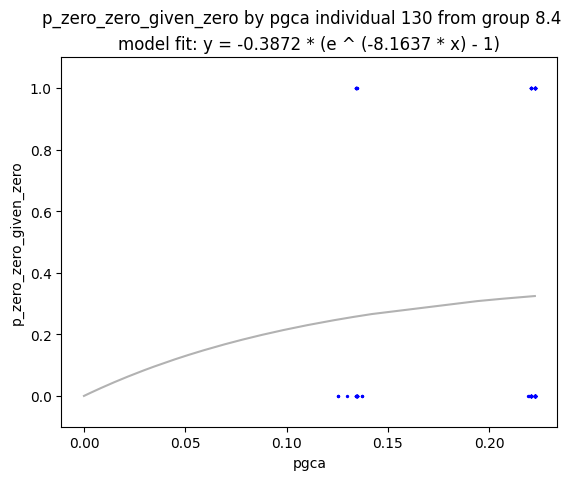 p_zero_zero_given_zero by pgca individual 130 from group 8.4
model fit: y = -0.3872 * (e ^ (-8.1637 * x) - 1)
1.0
0.8
0.6
0.4
0.2
0.0
p_zero_zero_given_zero
0.00 0.05 0.10 0.15 0.20
pgca